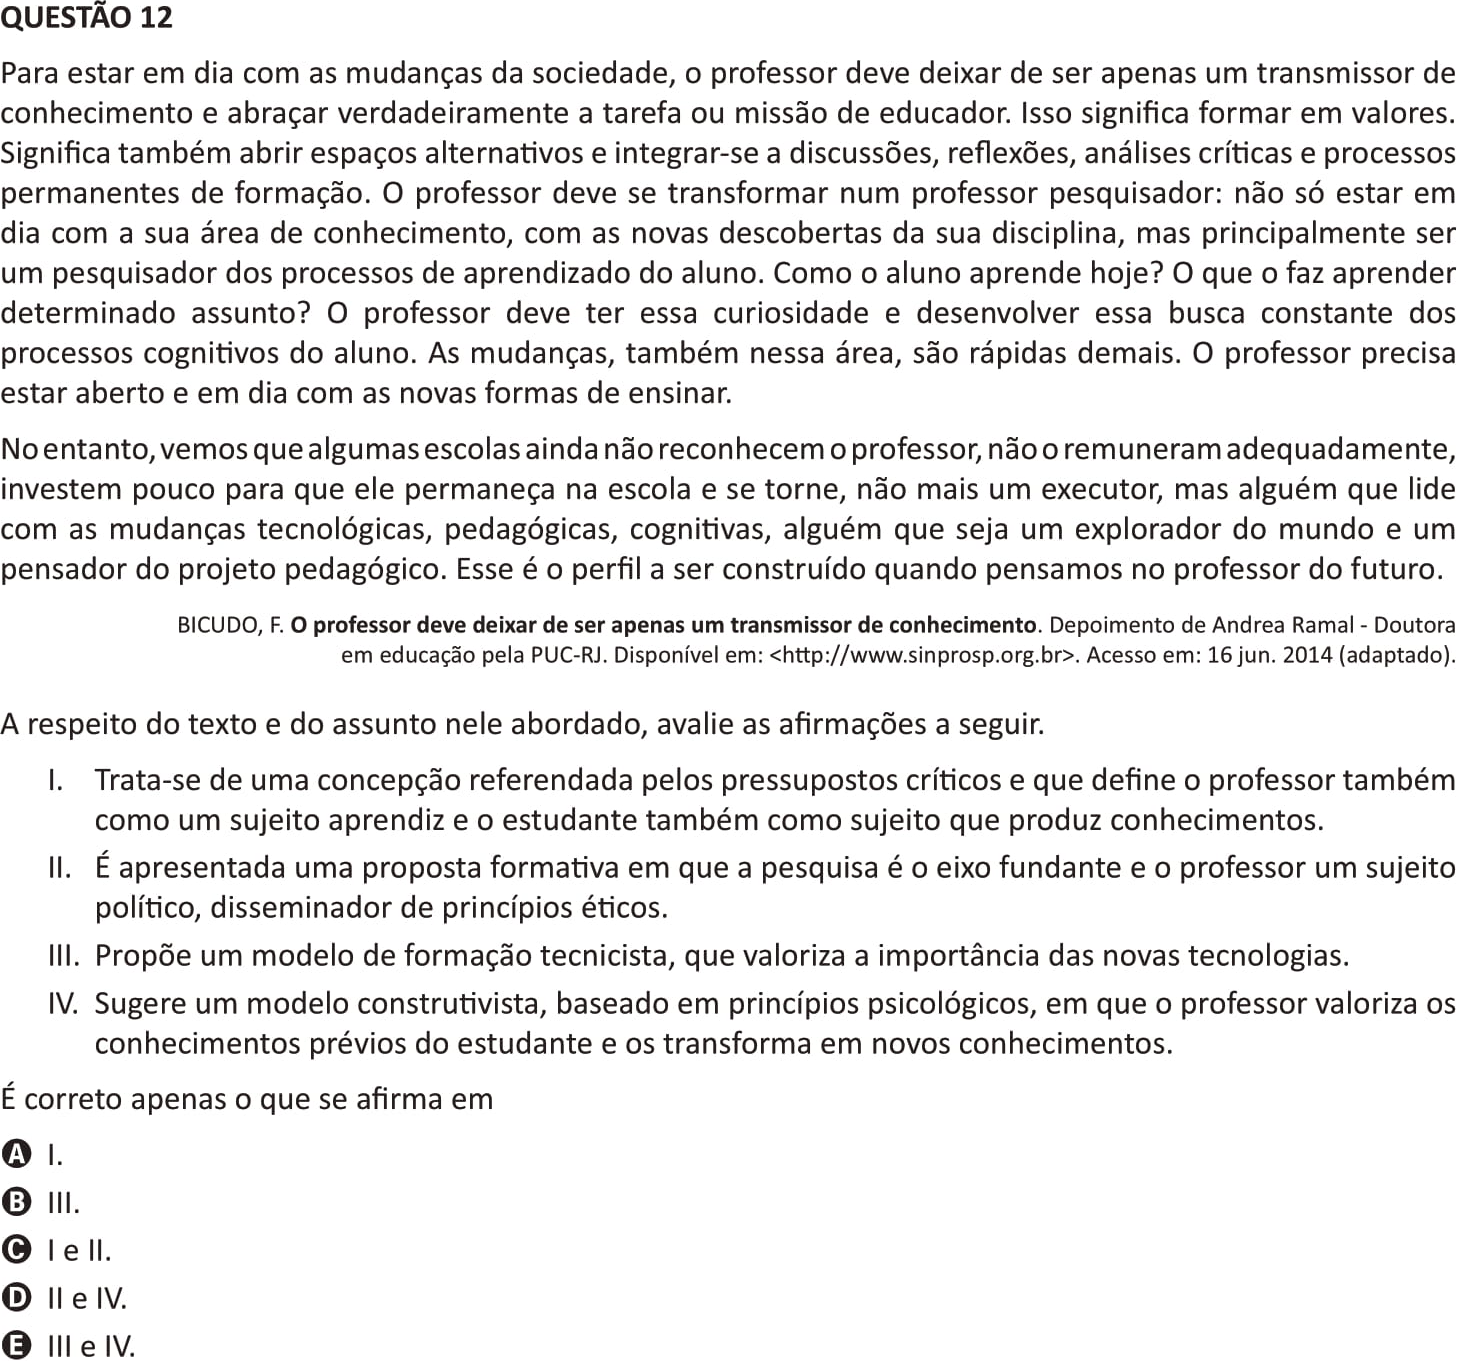 QUESTÃO 12
Para estar em dia com as mudanças da sociedade, o professor deve deixar de ser apenas um transmissor de
conhecimento e abraçar verdadeiramente a tarefa ou missão de educador. Isso significa formar em valores.
Significa também abrir espaços alternativos e integrar-se a discussões, reflexões, análises críticas e processos
permanentes de formação. O professor deve se transformar num professor pesquisador: não só estar em
dia com a sua área de conhecimento, com as novas descobertas da sua disciplina, mas principalmente ser
um pesquisador dos processos de aprendizado do aluno. Como o aluno aprende hoje? O que o faz aprender
determinado assunto? O professor deve ter essa curiosidade e desenvolver essa busca constante dos
processos cognitivos do aluno. As mudanças, também nessa área, são rápidas demais. O professor precisa
estar aberto e em dia com as novas formas de ensinar.
No entanto, vemos que algumas escolas ainda não reconhecem o professor, não o remuneram adequadamente,
investem pouco para que ele permaneça na escola e se torne, não mais um executor, mas alguém que lide
com as mudanças tecnológicas, pedagógicas, cognitivas, alguém que seja um explorador do mundo e um
pensador do projeto pedagógico. Esse é o perfil a ser construído quando pensamos no professor do futuro.
BICUDO, F. O professor deve deixar de ser apenas um transmissor de conhecimento. Depoimento de Andrea Ramal - Doutora
em educação pela PUC-RJ. Disponível em: <http://www.sinprosp.org.br>. Acesso em: 16 jun. 2014 (adaptado).
A respeito do texto e do assunto nele abordado, avalie as afirmações a seguir.
I. Trata-se de uma concepção referendada pelos pressupostos críticos e que define o professor também
como um sujeito aprendiz e o estudante também como sujeito que produz conhecimentos.
II. É apresentada uma proposta formativa em que a pesquisa é o eixo fundante e o professor um sujeito
político, disseminador de princípios éticos.
III. Propõe um modelo de formação tecnicista, que valoriza a importância das novas tecnologias.
IV. Sugere um modelo construtivista, baseado em princípios psicológicos, em que o professor valoriza os
conhecimentos prévios do estudante e os transforma em novos conhecimentos.
É correto apenas o que se afirma em
A I.
B III.
C I e II.
D II e IV.
E III e IV.